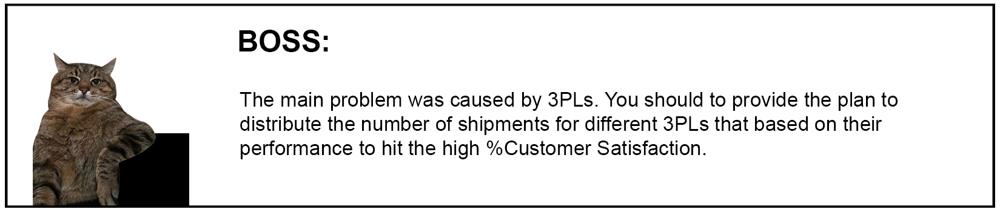 BOSS:
The main problem was caused by 3PLs. You should to provide the plan to
distribute the number of shipments for different 3PLs that based on their
performance to hit the high %Customer Satisfaction.